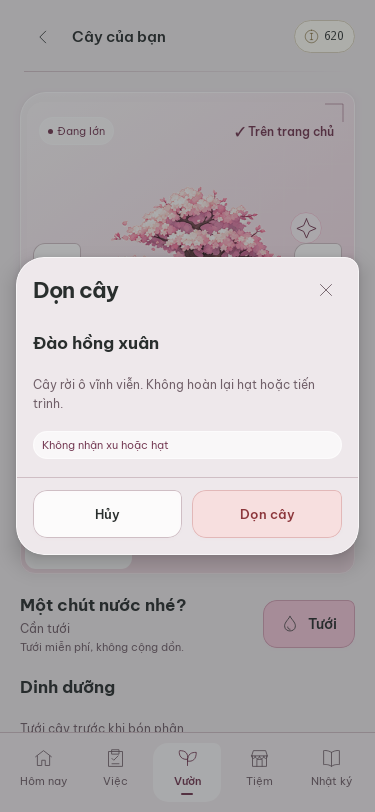 Cây của bạn
620
Đang lớn
✓ Trên trang chủ
Dọn cây
Đào hồng xuân
Cây rời ô vĩnh viễn. Không hoàn lại hạt hoặc tiến
trình.
Không nhận xu hoặc hạt
Hủy
Dọn cây
Một chút nước nhé?
Cần tưới
Tưới miễn phí, không cộng dồn.
Tưới
Dinh dưỡng
Tưới cây trước khi bón phân
Hôm nay
Việc
Vườn
Tiệm
Nhật ký